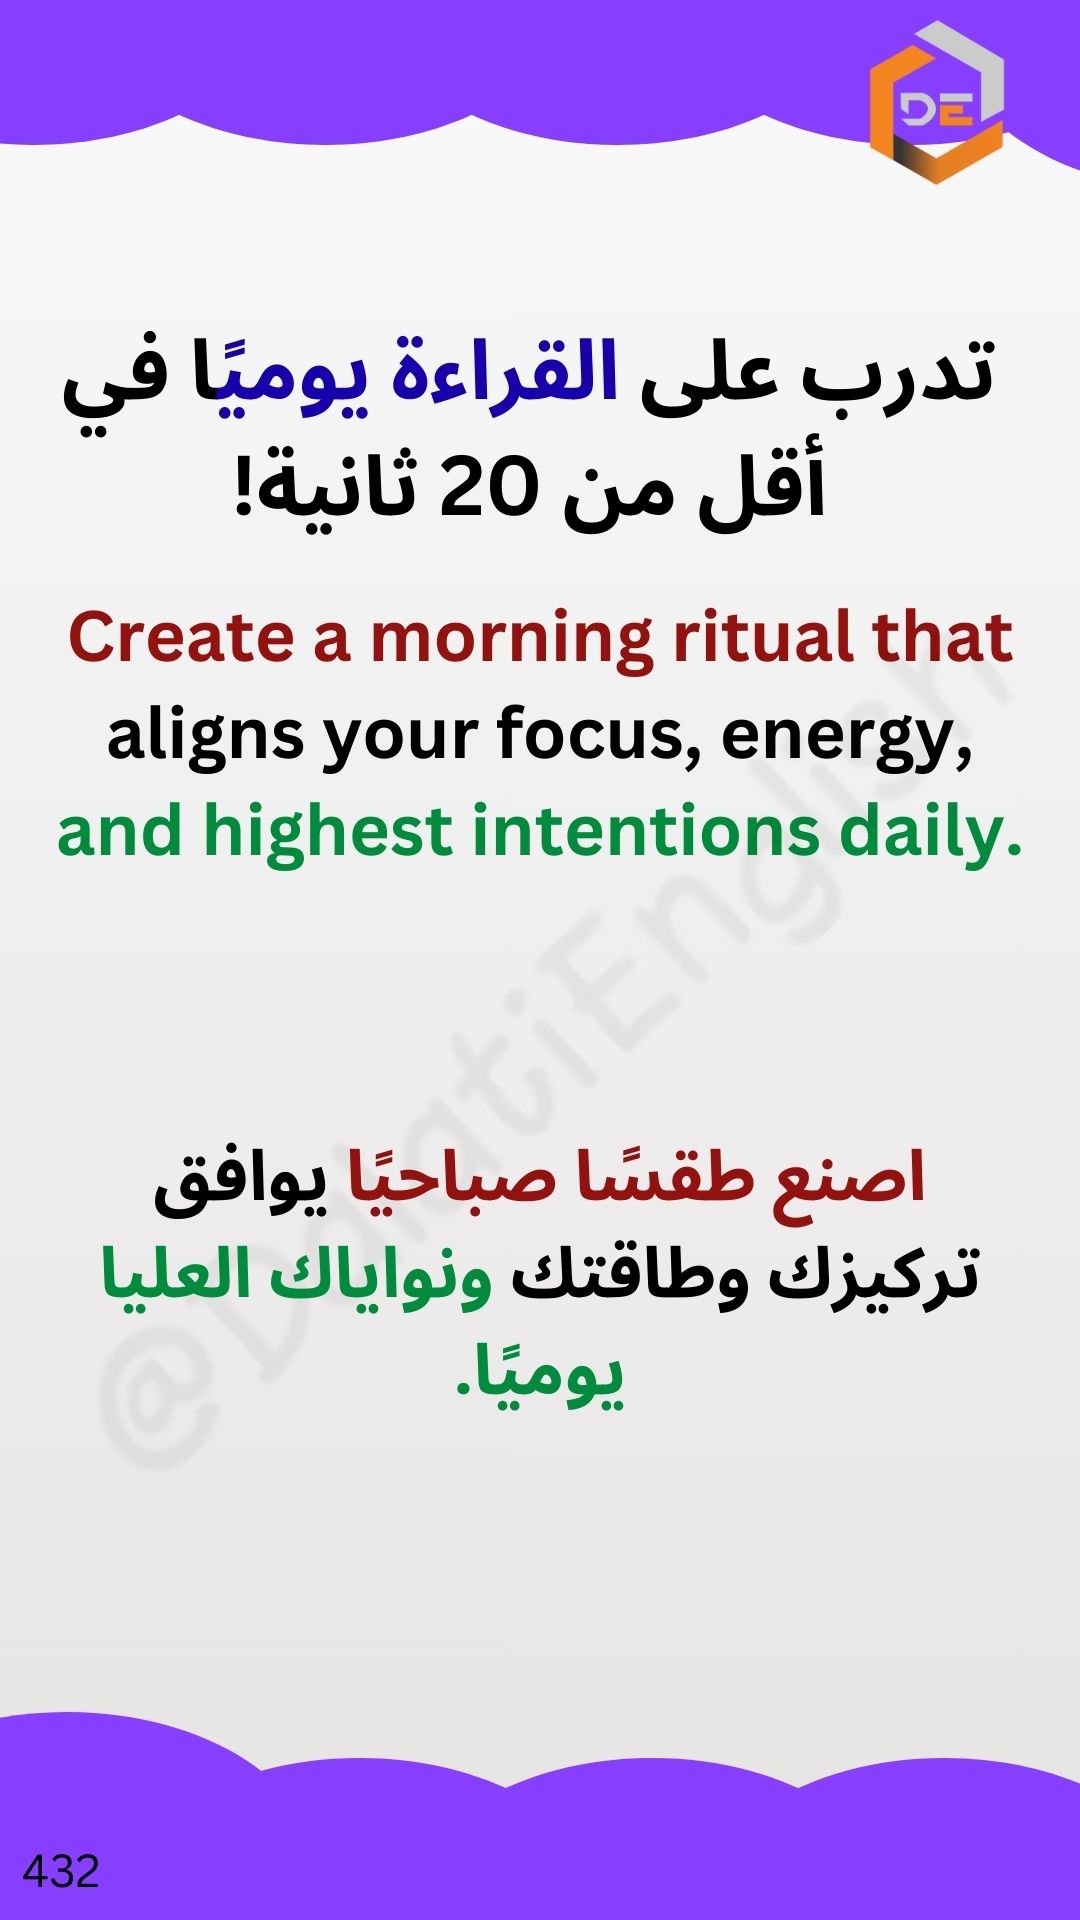 DE
تدرب على القراءة يوميًا في
أقل من 20 ثانية!
Create a morning ritual that
aligns your focus, energy,
and highest intentions daily.
اصنع طقسًا صباحيًا يوافق
تركيزك وطاقتك ونواياك العليا
يوميًا.
@DdatiEnglish
432